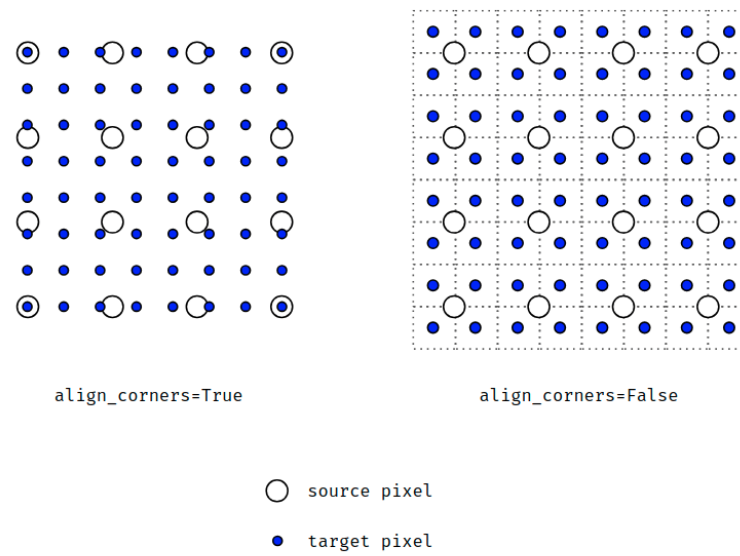 align_corners=True
align_corners=False
source pixel
target pixel